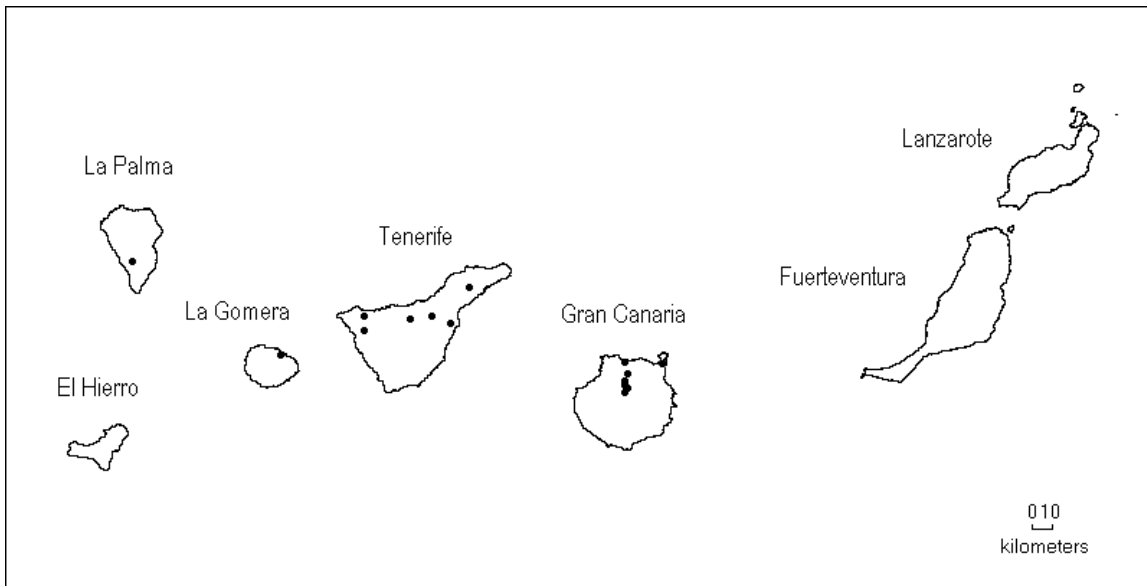 Lanzarote
La Palma
Tenerife
Fuerteventura
La Gomera
Gran Canaria
El Hierro
0 10
kilometers